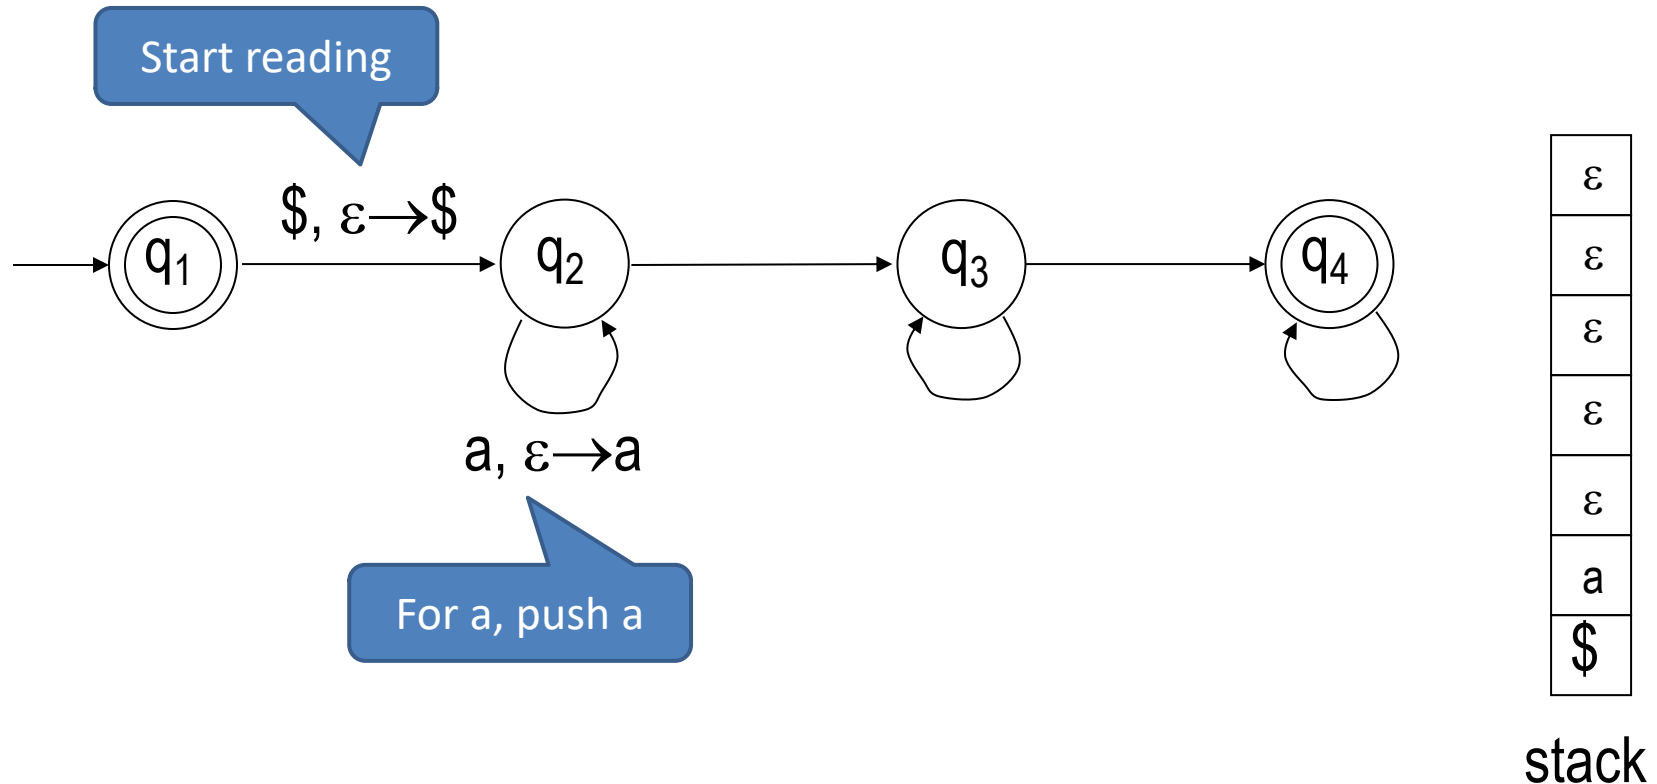 Start reading
$, ε→$
q₁
q₂
q₃
q₄
a, ε→a
For a, push a
ε
ε
ε
ε
ε
a
$
stack